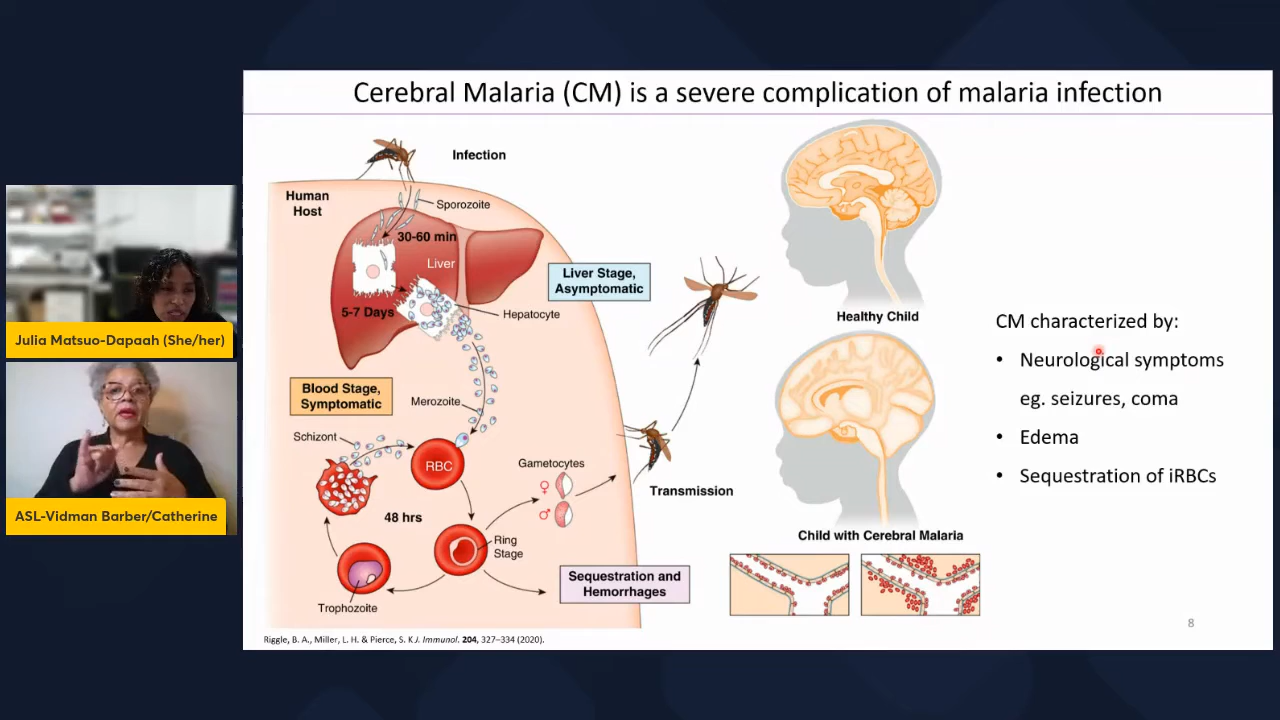 Cerebral Malaria (CM) is a severe complication of malaria infection
Infection
Human
Host
Sporozoite
30-60 min
Liver
5-7 Days
Hepatocyte
Liver Stage,
Asymptomatic
Blood Stage,
Symptomatic
Merozoite
Schizont
RBC
Gametocytes
♀
♂
48 hrs
Ring
Stage
Trophozoite
Sequestration and
Hemorrhages
Transmission
Healthy Child
Child with Cerebral Malaria
CM characterized by:
• Neurological symptoms
eg. seizures, coma
• Edema
• Sequestration of iRBCs
Riggle, B. A., Miller, L. H. & Pierce, S. K J. Immunol. 204, 327–334 (2020).
8
Julia Matsuo-Dapaah (She/her)
ASL-Vidman Barber/Catherine